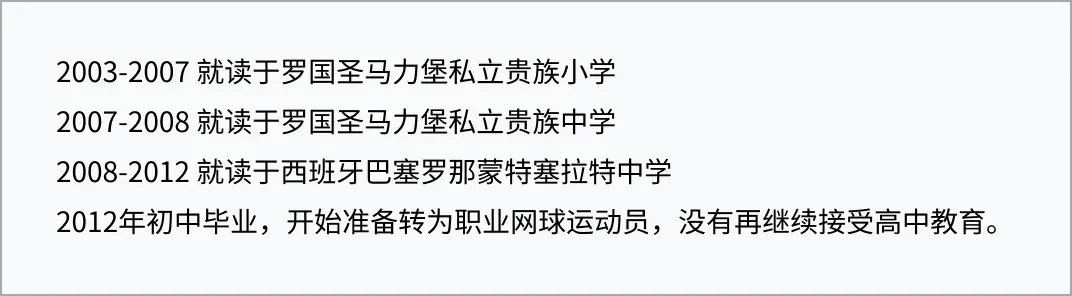 2003-2007 就读于罗国圣马力堡私立贵族小学
2007-2008 就读于罗国圣马力堡私立贵族中学
2008-2012 就读于西班牙巴塞罗那蒙特塞拉特中学
2012年初中毕业，开始准备转为职业网球运动员，没有再继续接受高中教育。